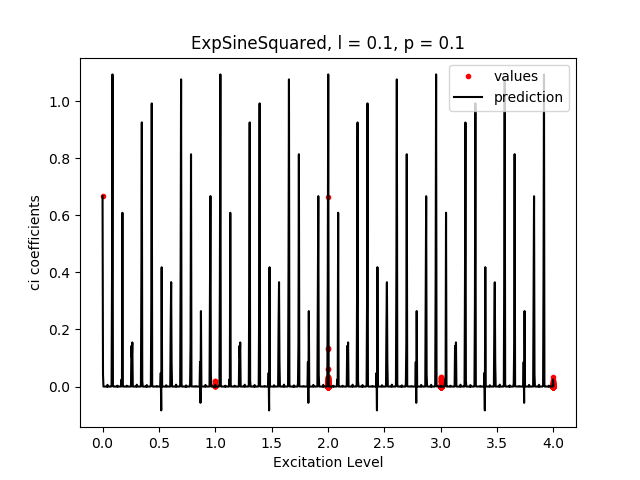 ExpSineSquared, l = 0.1, p = 0.1
values
prediction
1.0
0.8
0.6
0.4
0.2
0.0
ci coefficients
0.0 0.5 1.0 1.5 2.0 2.5 3.0 3.5 4.0
Excitation Level